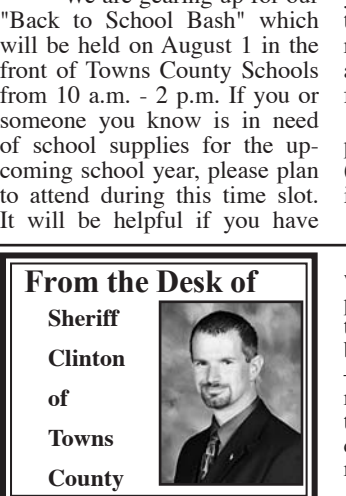 We are gearing up for our
"Back to School Bash" which
will be held on August 1 in the
front of Towns County Schools
from 10 a.m. - 2 p.m. If you or
someone you know is in need
of school supplies for the up-
coming school year, please plan
to attend during this time slot.
It will be helpful if you have
From the Desk of
Sheriff
Clinton
of
Towns
County